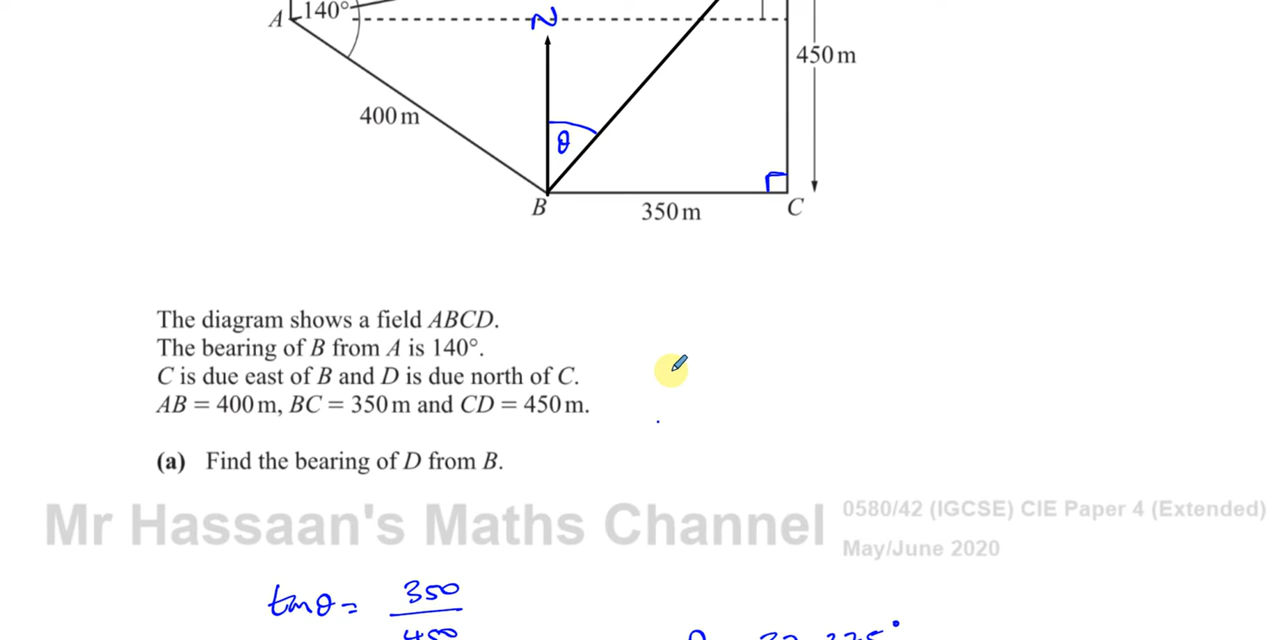 A
140°
N
450 m
400 m
θ
B
350 m
C
The diagram shows a field ABCD.
The bearing of B from A is 140°.
C is due east of B and D is due north of C.
AB = 400 m, BC = 350 m and CD = 450 m.
(a) Find the bearing of D from B.
Mr Hassaan's Maths Channel
0580/42 (IGCSE) CIE Paper 4 (Extended)
May/June 2020
tanθ = 350
450